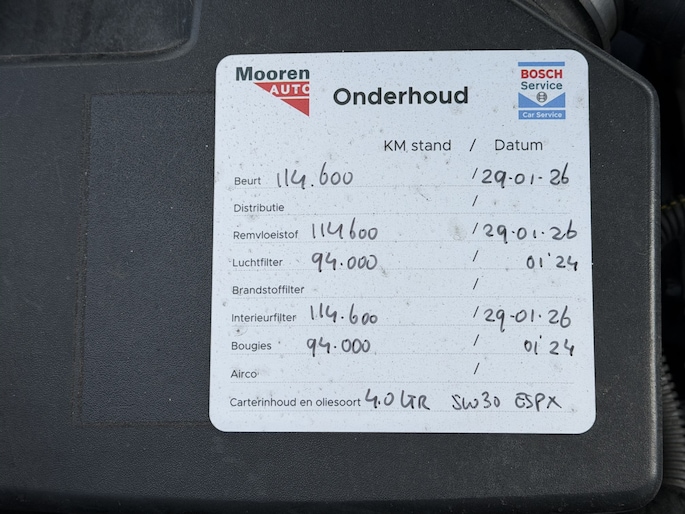 Mooren
AUTO
BOSCH
Service
Car Service
Onderhoud
KM stand / Datum
Beurt 114.600 / 29-01-26
Distributie /
Remvloeistof 114600 / 29-01-26
Luchtfilter 94.000 / 01'24
Brandstoffilter /
Interieurfilter 114.600 / 29-01-26
Bougies 94.000 / 01'24
Airco /
Carterinhoud en oliesoort 4.0 LTR 5W30 ESPX